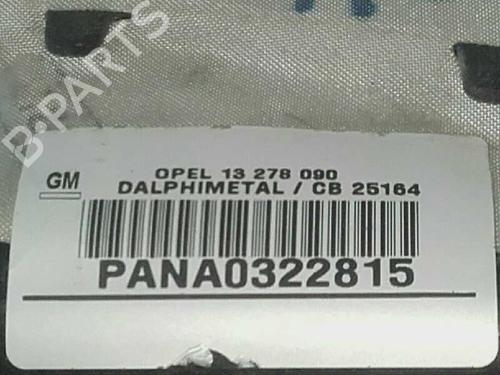 B-PARTS
GM
OPEL 13 278 090
DALPHIMETAL / CB 25164
PANA0322815